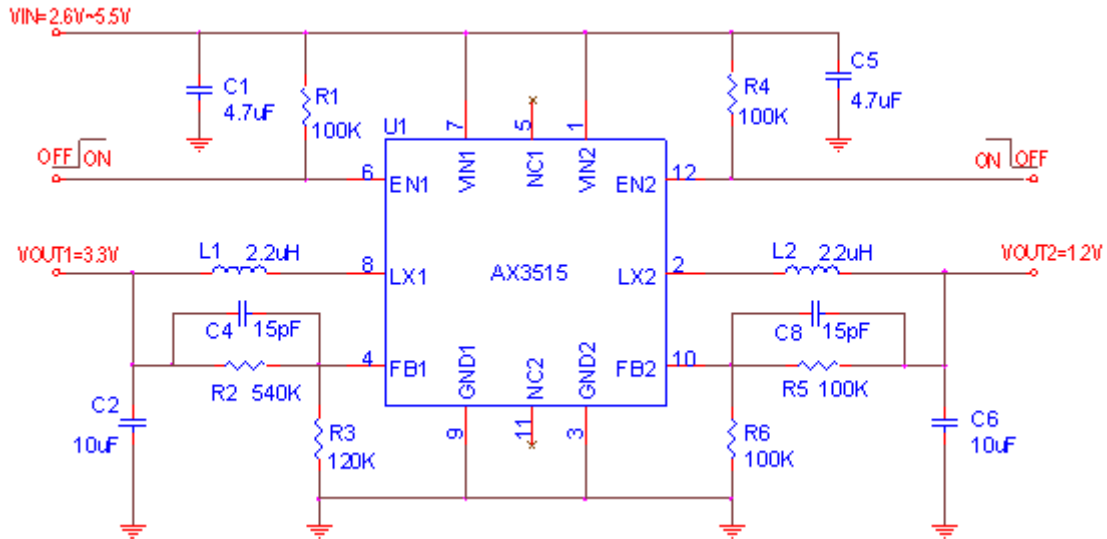 VIN=2.6V~5.5V
C1
4.7uF
R1
100K
R4
100K
C5
4.7uF
U1
7
5
1
OFF
ON
ON
OFF
6
EN1
VIN1
NC1
VIN2
EN2
12
VOUT1=3.3V
L1
2.2uH
8
LX1
AX3515
LX2
2
L2
2.2uH
VOUT2=1.2V
C4
15pF
C8
15pF
4
FB1
GND1
NC2
GND2
FB2
10
R2
540K
R5
100K
C2
10uF
R3
120K
9
11
3
R6
100K
C6
10uF